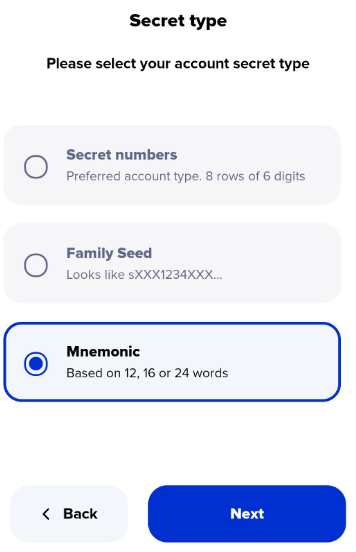 Secret type
Please select your account secret type
Secret numbers
Preferred account type. 8 rows of 6 digits
Family Seed
Looks like sXXX1234XXX...
Mnemonic
Based on 12, 16 or 24 words
Back
Next